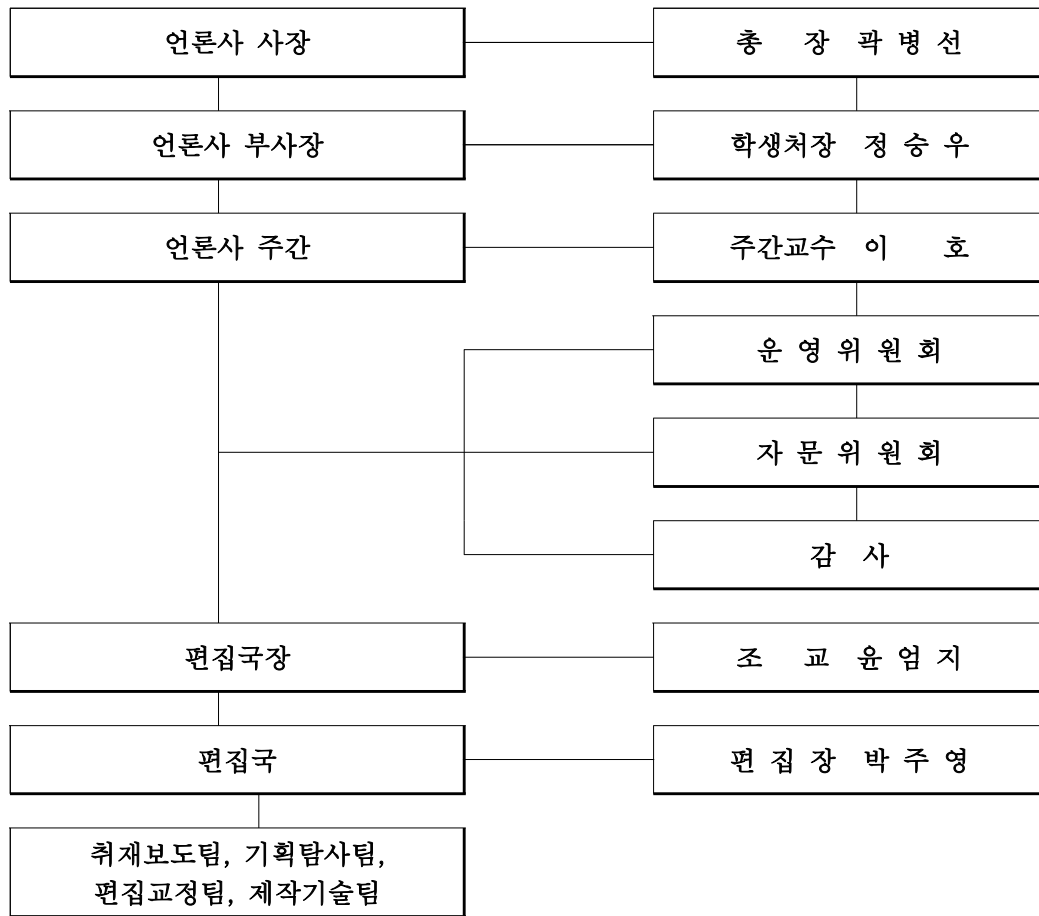 언론사 사장
총 장 곽 병 선
언론사 부사장
학생처장 정 승 우
언론사 주간
주간교수 이 호
운 영 위 원 회
자 문 위 원 회
감 사
편집국장
조 교 윤 엄 지
편집국
편 집 장 박 주 영
취재보도팀, 기획탐사팀,
편집교정팀, 제작기술팀